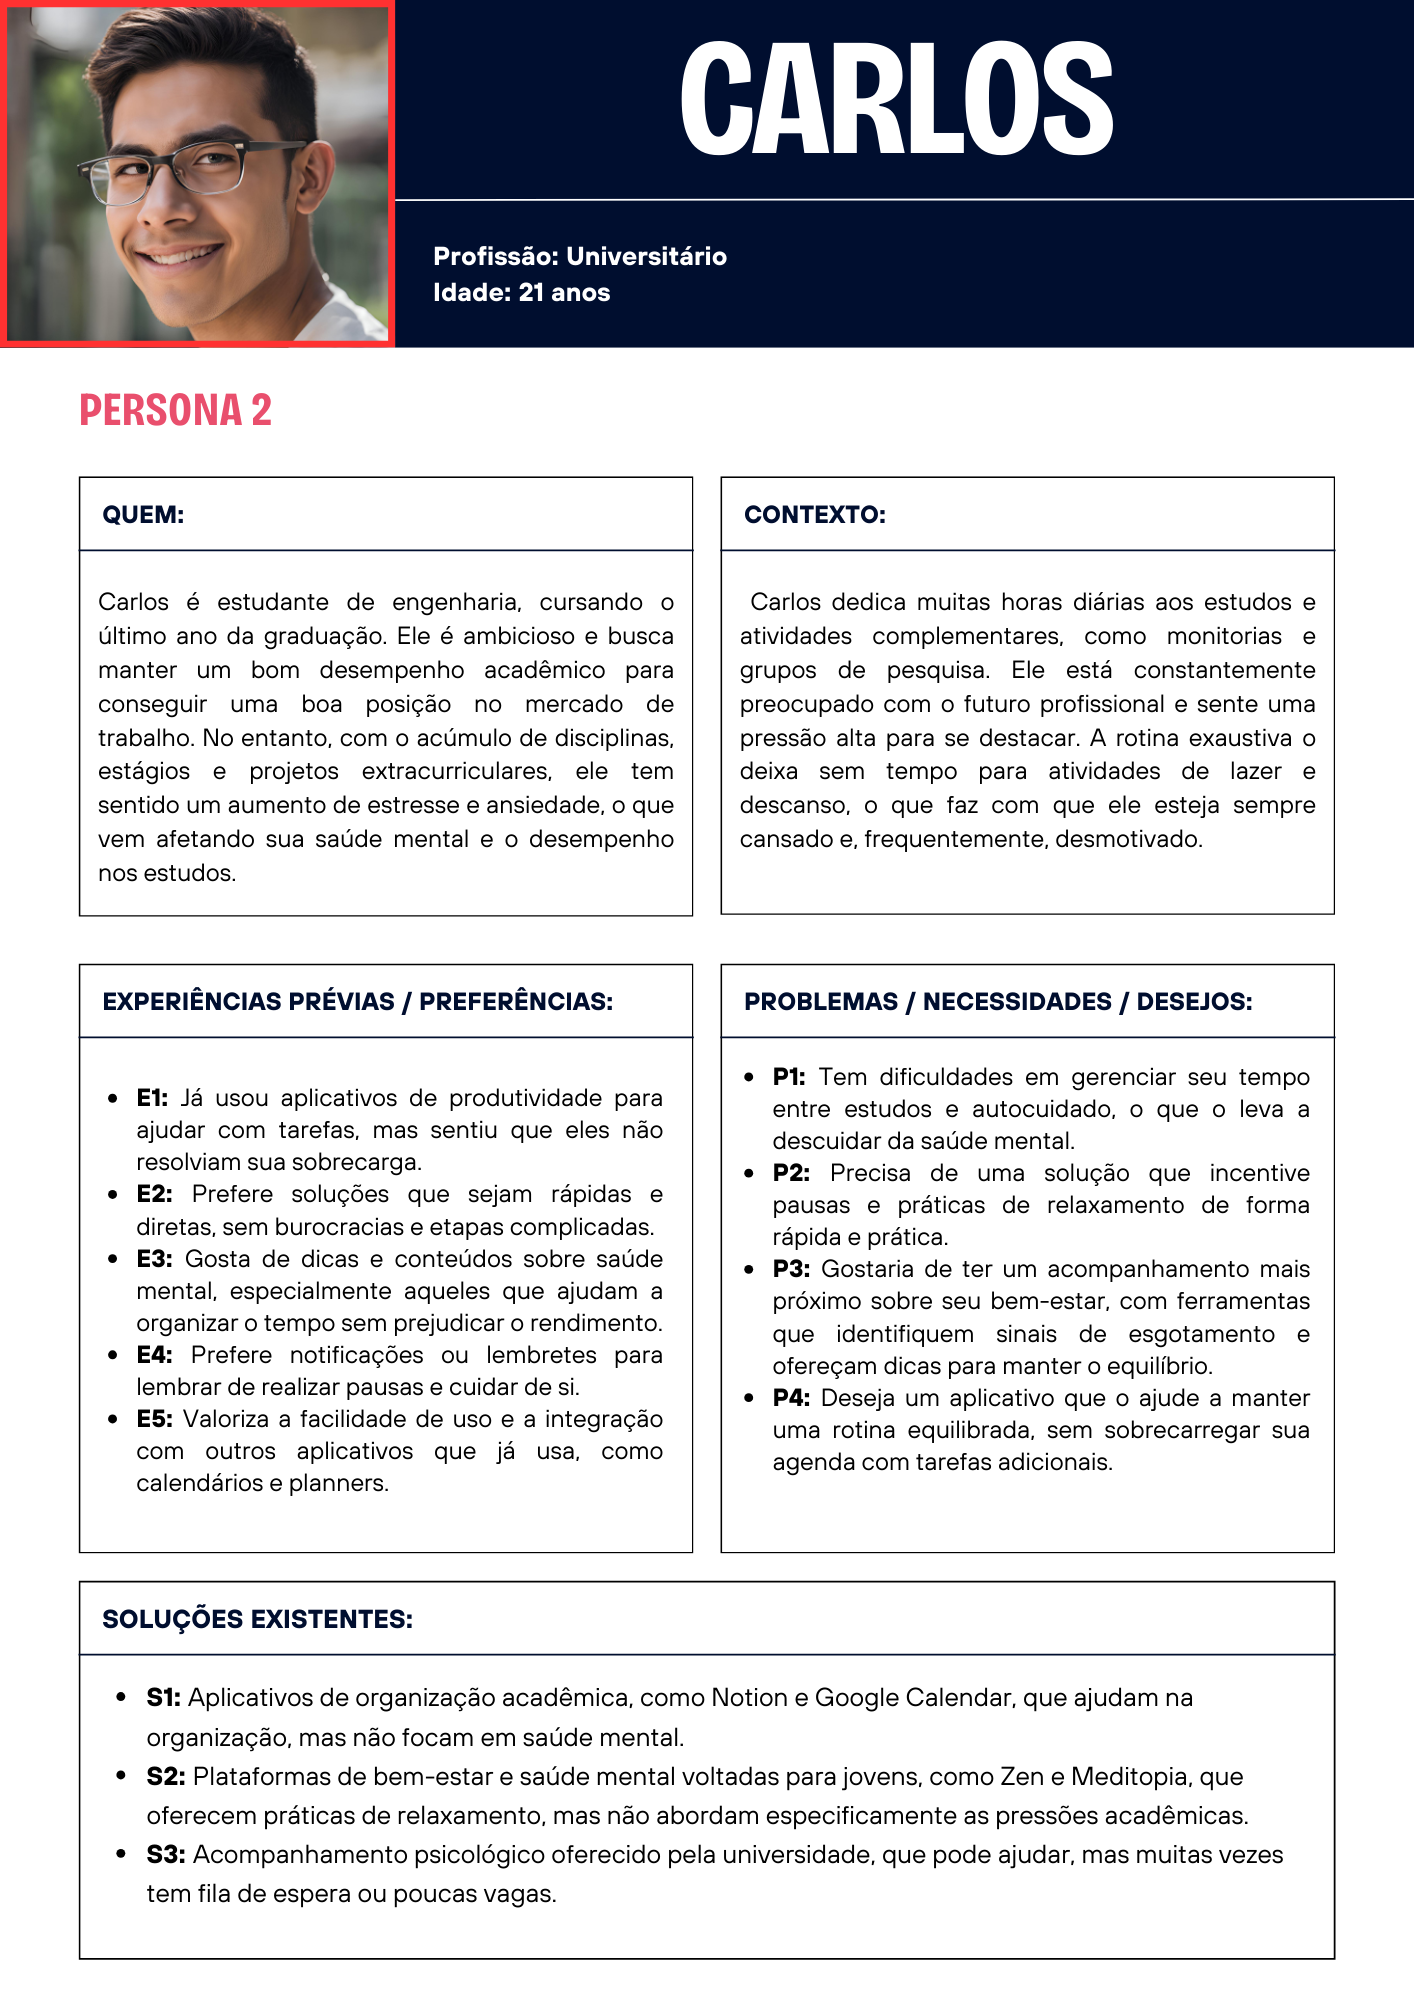 CARLOS
Profissão: Universitário
Idade: 21 anos
PERSONA 2
QUEM:
Carlos é estudante de engenharia, cursando o
último ano da graduação. Ele é ambicioso e busca
manter um bom desempenho acadêmico para
conseguir uma boa posição no mercado de
trabalho. No entanto, com o acúmulo de disciplinas,
estágios e projetos extracurriculares, ele tem
sentido um aumento de estresse e ansiedade, o que
vem afetando sua saúde mental e o desempenho
nos estudos.
CONTEXTO:
Carlos dedica muitas horas diárias aos estudos e
atividades complementares, como monitorias e
grupos de pesquisa. Ele está constantemente
preocupado com o futuro profissional e sente uma
pressão alta para se destacar. A rotina exaustiva o
deixa sem tempo para atividades de lazer e
descanso, o que faz com que ele esteja sempre
cansado e, frequentemente, desmotivado.
EXPERIÊNCIAS PRÉVIAS / PREFERÊNCIAS:
• E1: Já usou aplicativos de produtividade para
ajudar com tarefas, mas sentiu que eles não
resolviam sua sobrecarga.
• E2: Prefere soluções que sejam rápidas e
diretas, sem burocracias e etapas complicadas.
• E3: Gosta de dicas e conteúdos sobre saúde
mental, especialmente aqueles que ajudam a
organizar o tempo sem prejudicar o rendimento.
• E4: Prefere notificações ou lembretes para
lembrar de realizar pausas e cuidar de si.
• E5: Valoriza a facilidade de uso e a integração
com outros aplicativos que já usa, como
calendários e planners.
PROBLEMAS / NECESSIDADES / DESEJOS:
• P1: Tem dificuldades em gerenciar seu tempo
entre estudos e autocuidado, o que o leva a
descuidar da saúde mental.
• P2: Precisa de uma solução que incentive
pausas e práticas de relaxamento de forma
rápida e prática.
• P3: Gostaria de ter um acompanhamento mais
próximo sobre seu bem-estar, com ferramentas
que identifiquem sinais de esgotamento e
ofereçam dicas para manter o equilíbrio.
• P4: Deseja um aplicativo que o ajude a manter
uma rotina equilibrada, sem sobrecarregar sua
agenda com tarefas adicionais.
SOLUÇÕES EXISTENTES:
• S1: Aplicativos de organização acadêmica, como Notion e Google Calendar, que ajudam na
organização, mas não focam em saúde mental.
• S2: Plataformas de bem-estar e saúde mental voltadas para jovens, como Zen e Meditopia, que
oferecem práticas de relaxamento, mas não abordam especificamente as pressões acadêmicas.
• S3: Acompanhamento psicológico oferecido pela universidade, que pode ajudar, mas muitas vezes
tem fila de espera ou poucas vagas.